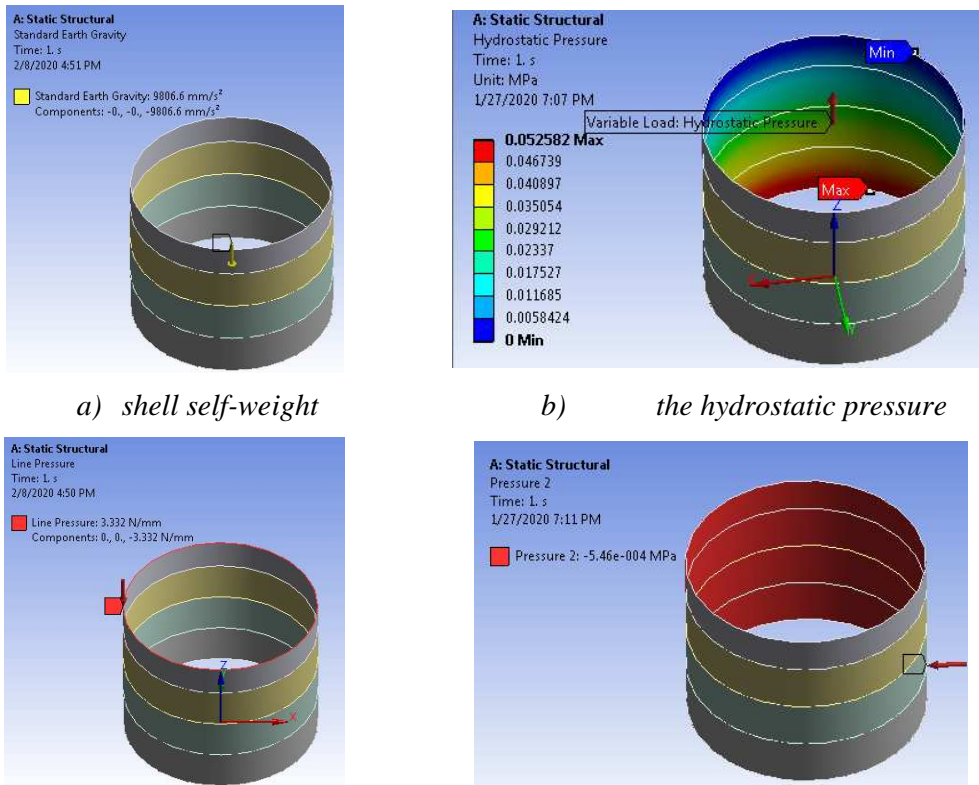 A: Static Structural
Standard Earth Gravity
Time: 1. s
2/8/2020 4:51 PM
Standard Earth Gravity: 9806.6 mm/s²
Components: -0., -0., -9806.6 mm/s²
A: Static Structural
Hydrostatic Pressure
Time: 1. s
Unit: MPa
1/27/2020 7:07 PM
Min
Variable Load: Hydrostatic Pressure
0.052582 Max
0.046739
0.040897
0.035054
0.029212
0.02337
0.017527
0.011685
0.0058424
0 Min
Max
Z
Y
a) shell self-weight
b) the hydrostatic pressure
A: Static Structural
Line Pressure
Time: 1. s
2/8/2020 4:50 PM
Line Pressure: 3.332 N/mm
Components: 0., 0., -3.332 N/mm
Z
X
A: Static Structural
Pressure 2
Time: 1. s
1/27/2020 7:11 PM
Pressure 2: -5.46e-004 MPa